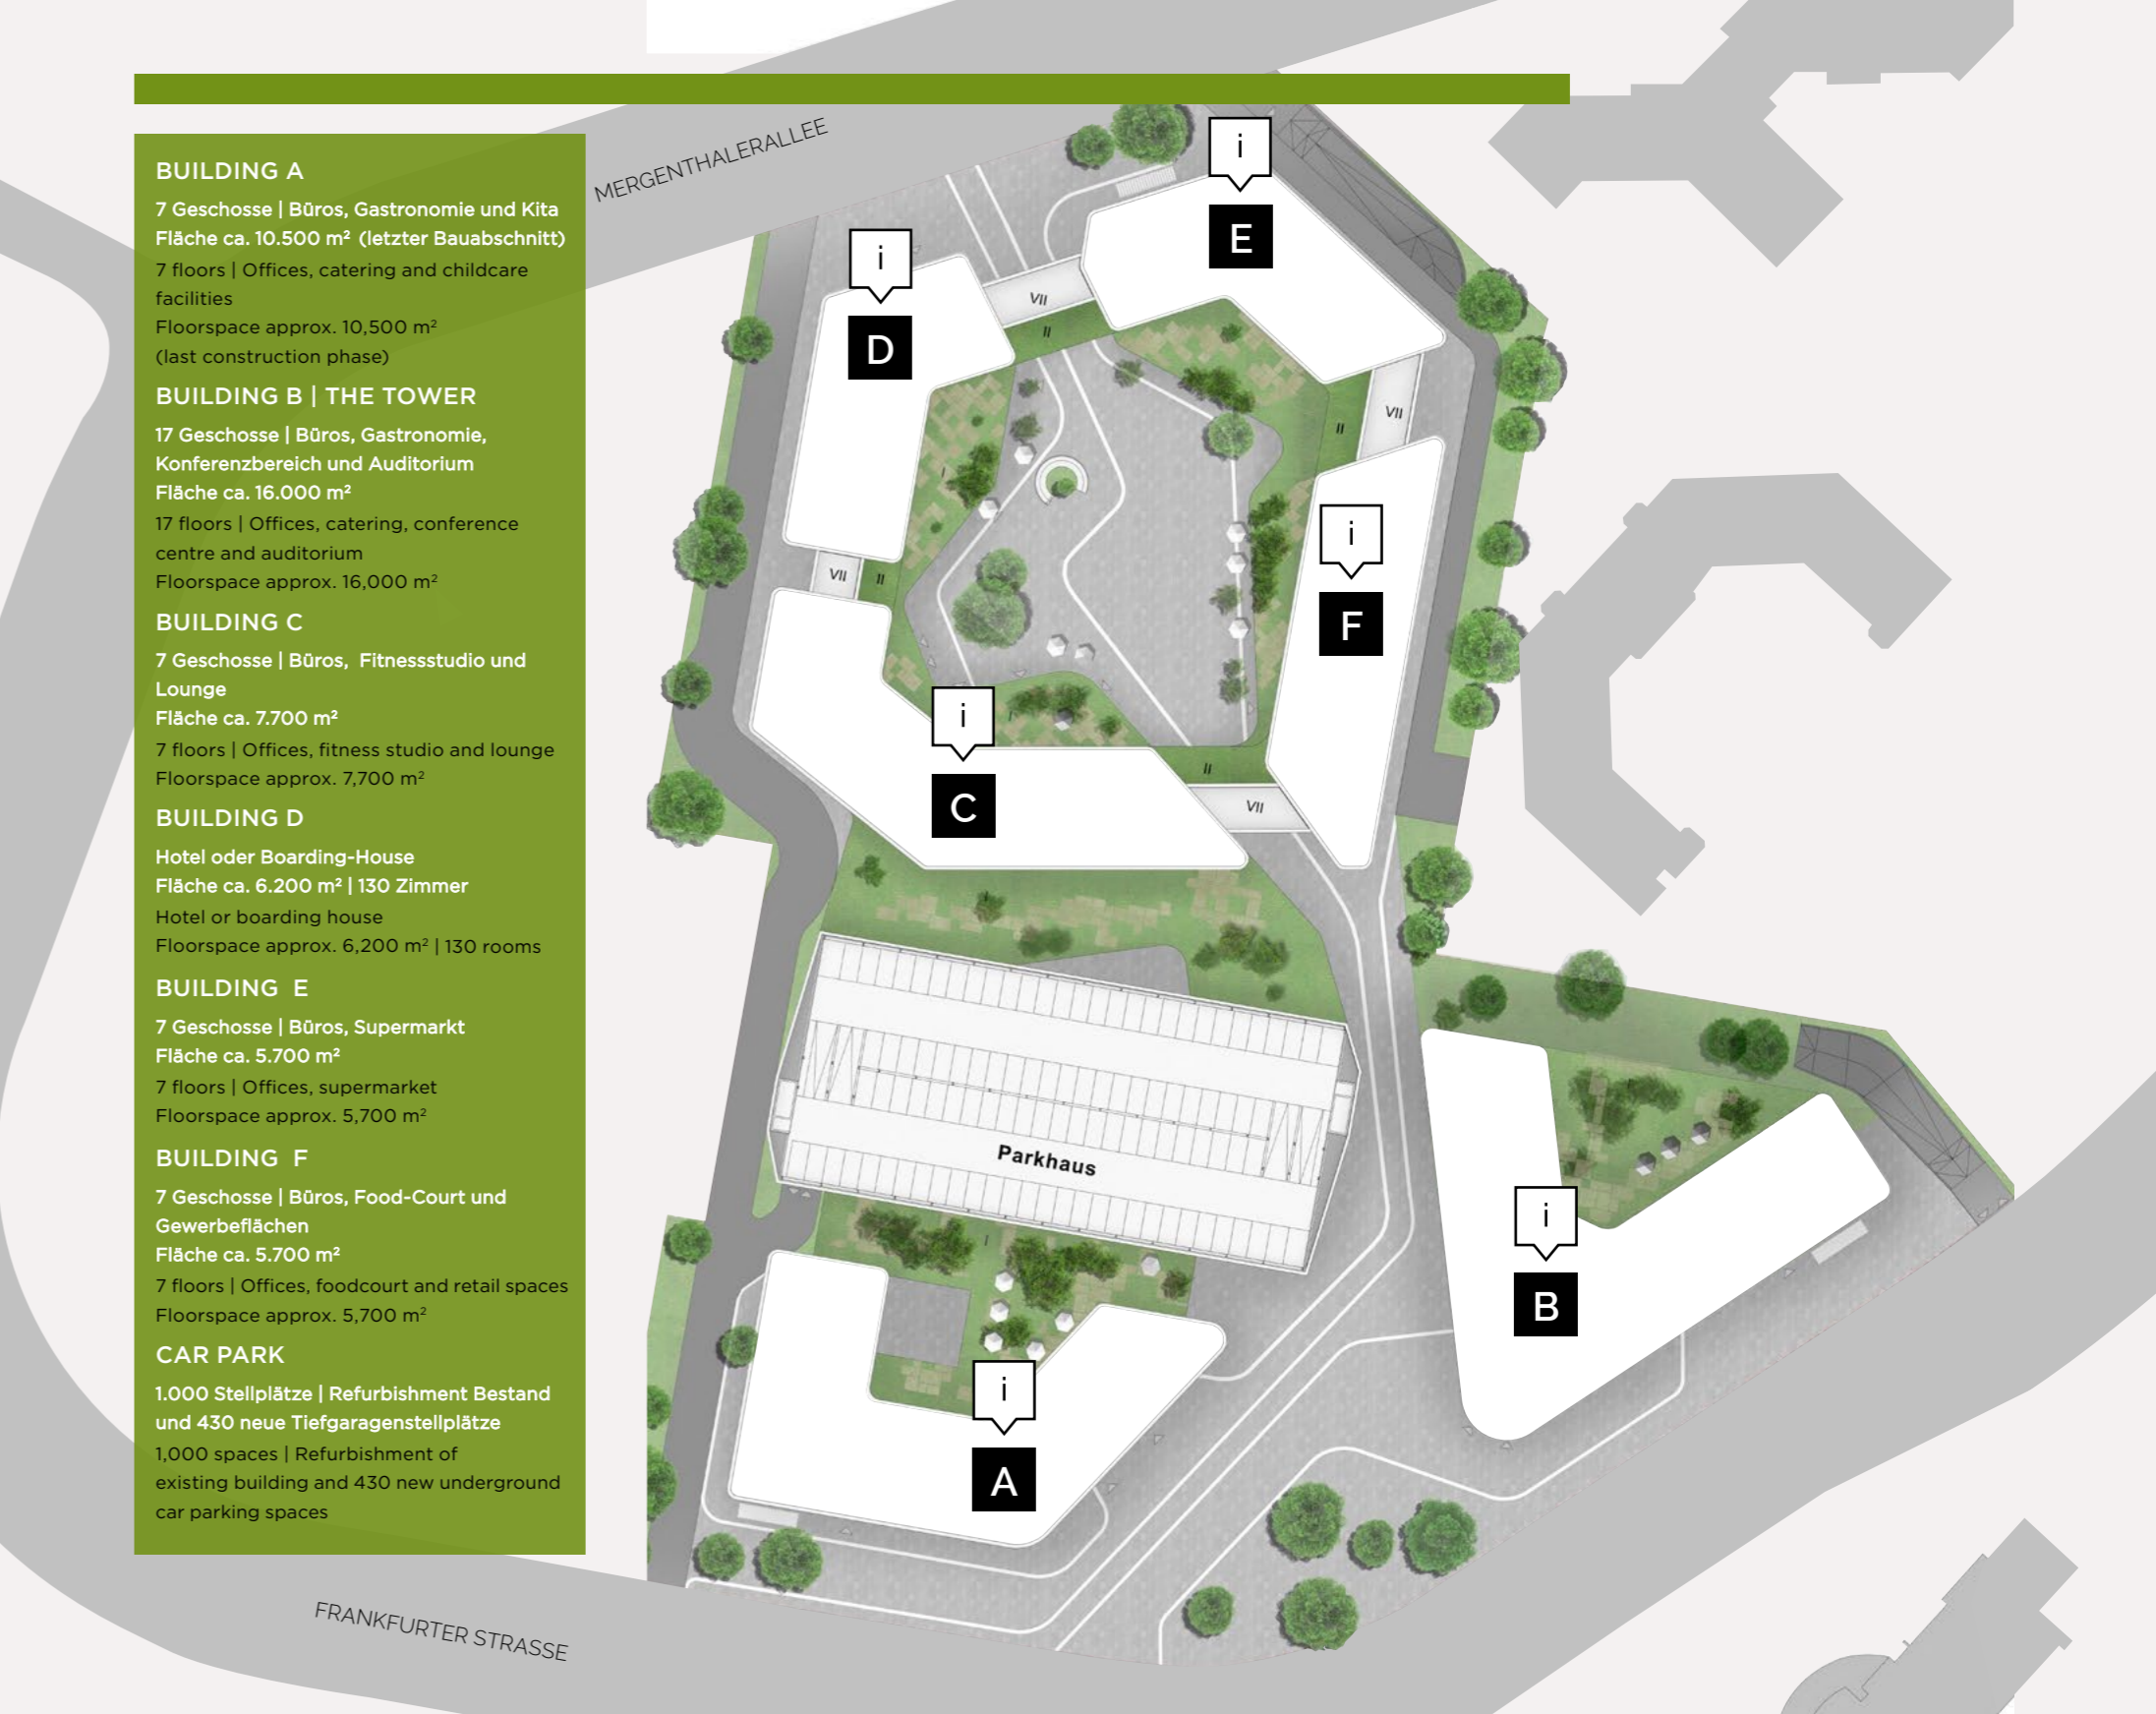 BUILDING A
7 Geschosse | Büros, Gastronomie und Kita
Fläche ca. 10.500 m² (letzter Bauabschnitt)
7 floors | Offices, catering and childcare
facilities
Floorspace approx. 10,500 m²
(last construction phase)
BUILDING B | THE TOWER
17 Geschosse | Büros, Gastronomie,
Konferenzbereich und Auditorium
Fläche ca. 16.000 m²
17 floors | Offices, catering, conference
centre and auditorium
Floorspace approx. 16,000 m²
BUILDING C
7 Geschosse | Büros, Fitnessstudio und
Lounge
Fläche ca. 7.700 m²
7 floors | Offices, fitness studio and lounge
Floorspace approx. 7,700 m²
BUILDING D
Hotel oder Boarding-House
Fläche ca. 6.200 m² | 130 Zimmer
Hotel or boarding house
Floorspace approx. 6,200 m² | 130 rooms
BUILDING E
7 Geschosse | Büros, Supermarkt
Fläche ca. 5.700 m²
7 floors | Offices, supermarket
Floorspace approx. 5,700 m²
BUILDING F
7 Geschosse | Büros, Food-Court und
Gewerbeflächen
Fläche ca. 5.700 m²
7 floors | Offices, foodcourt and retail spaces
Floorspace approx. 5,700 m²
CAR PARK
1.000 Stellplätze | Refurbishment Bestand
und 430 neue Tiefgaragenstellplätze
1,000 spaces | Refurbishment of
existing building and 430 new underground
car parking spaces
MERGENTHALERALLEE
i
E
i
D
VII
II
VII
II
I
i
F
VII
II
I
i
C
II
VII
Parkhaus
I
i
B
i
A
FRANKFURTER STRASSE